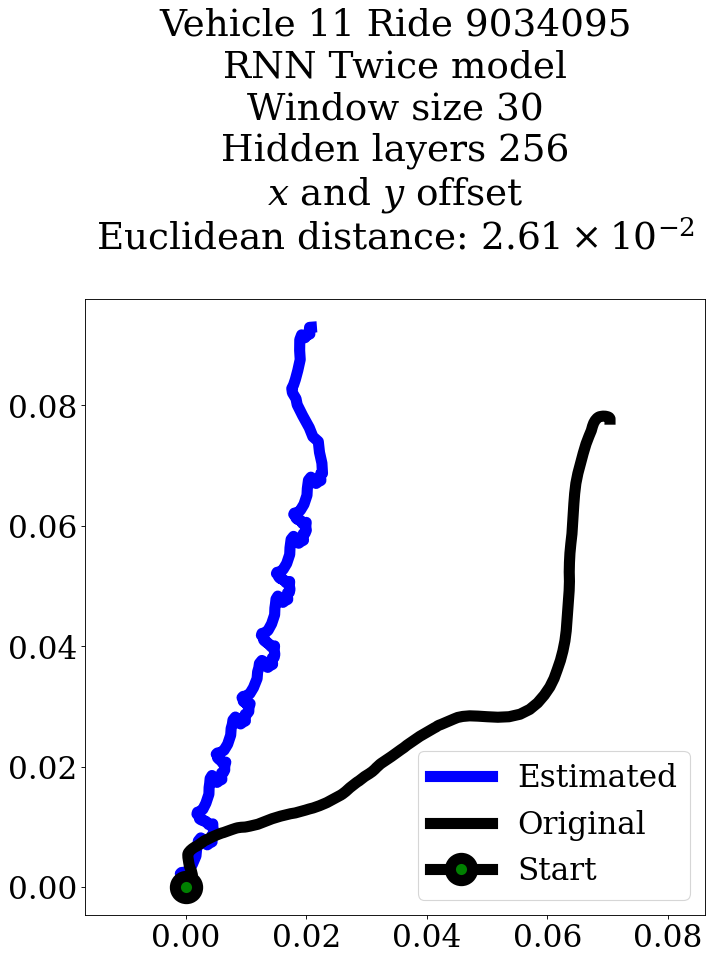 Vehicle 11 Ride 9034095
RNN Twice model
Window size 30
Hidden layers 256
x and y offset
Euclidean distance: 2.61 × 10⁻²
0.08
0.06
0.04
0.02
0.00
Estimated
Original
Start
0.00 0.02 0.04 0.06 0.08